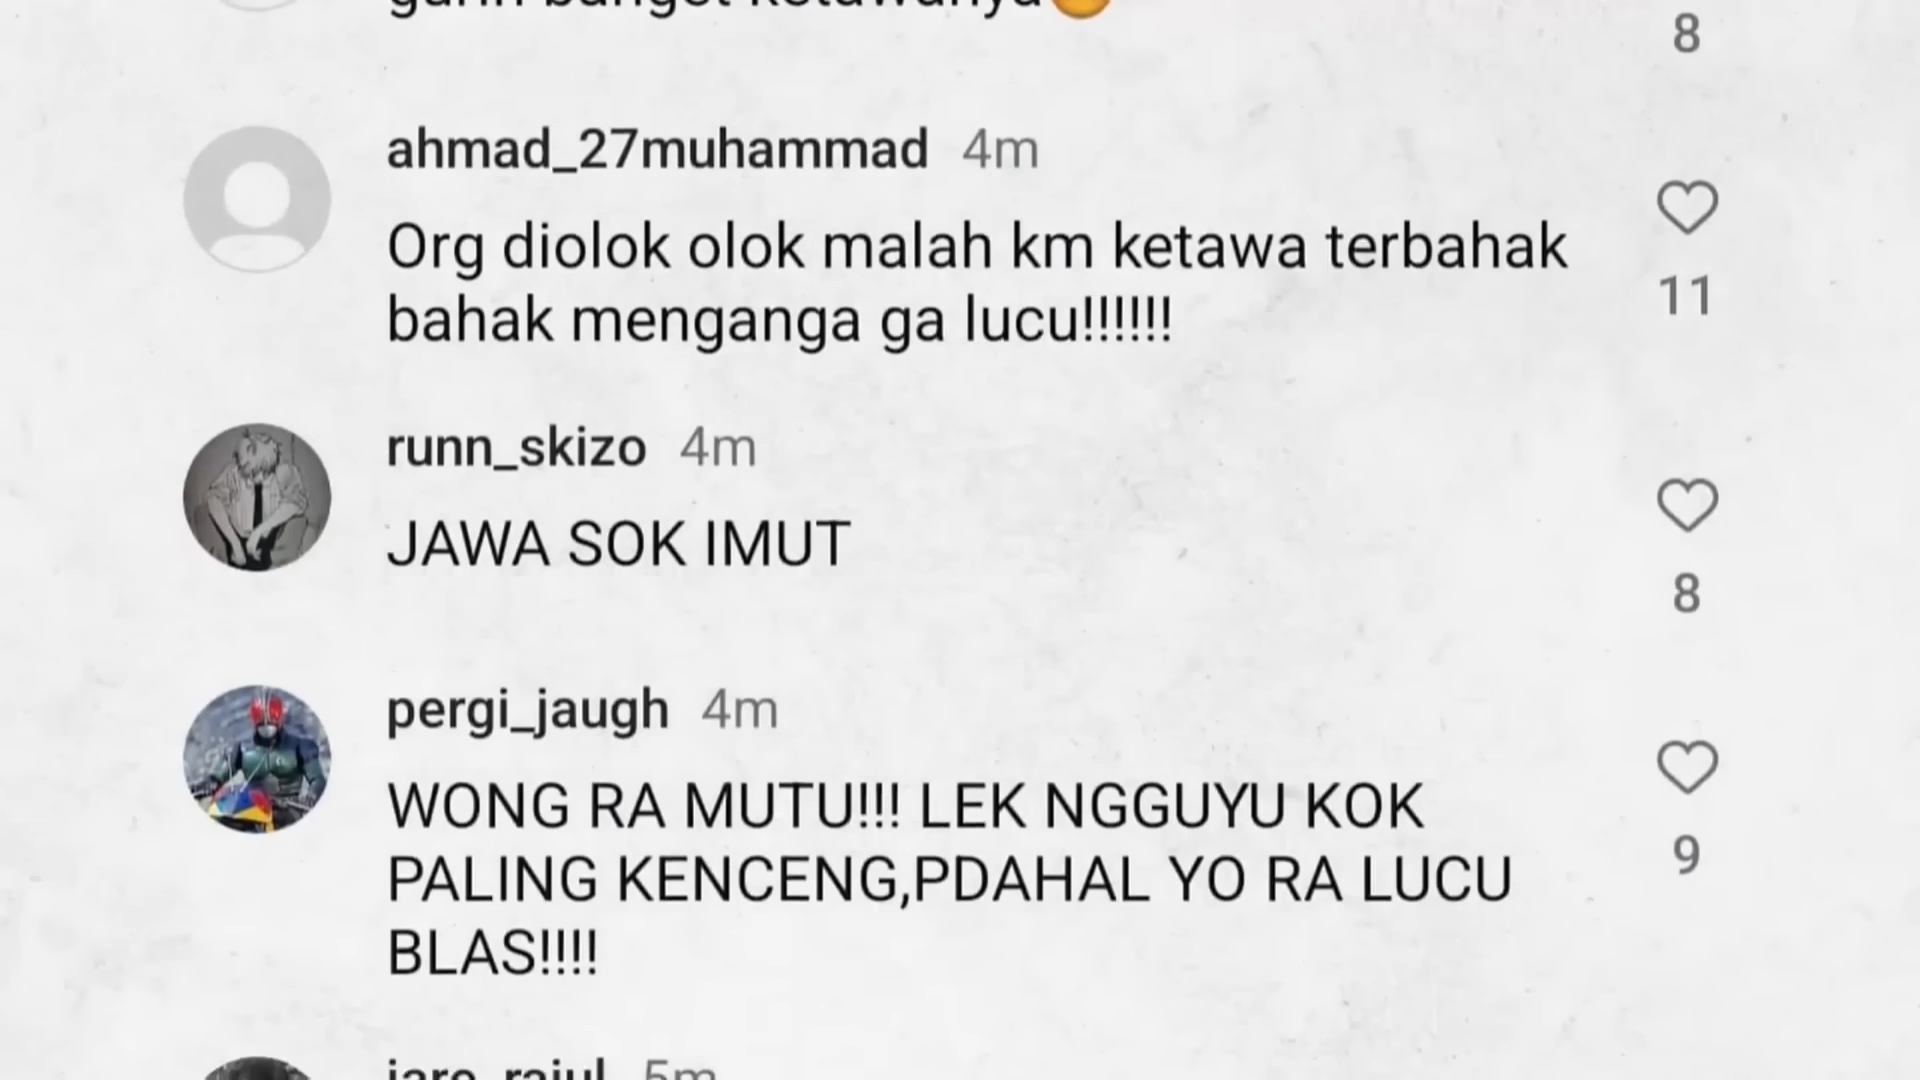 banget ketawanya
8
ahmad_27muhammad 4m
Org diolok olok malah km ketawa terbahak
bahak menganga ga lucu!!!!!!
11
runn_skizo 4m
JAWA SOK IMUT
8
pergi_jaugh 4m
WONG RA MUTU!!! LEK NGGUYU KOK
PALING KENCENG,PDAHAL YO RA LUCU
BLAS!!!!
9
5m